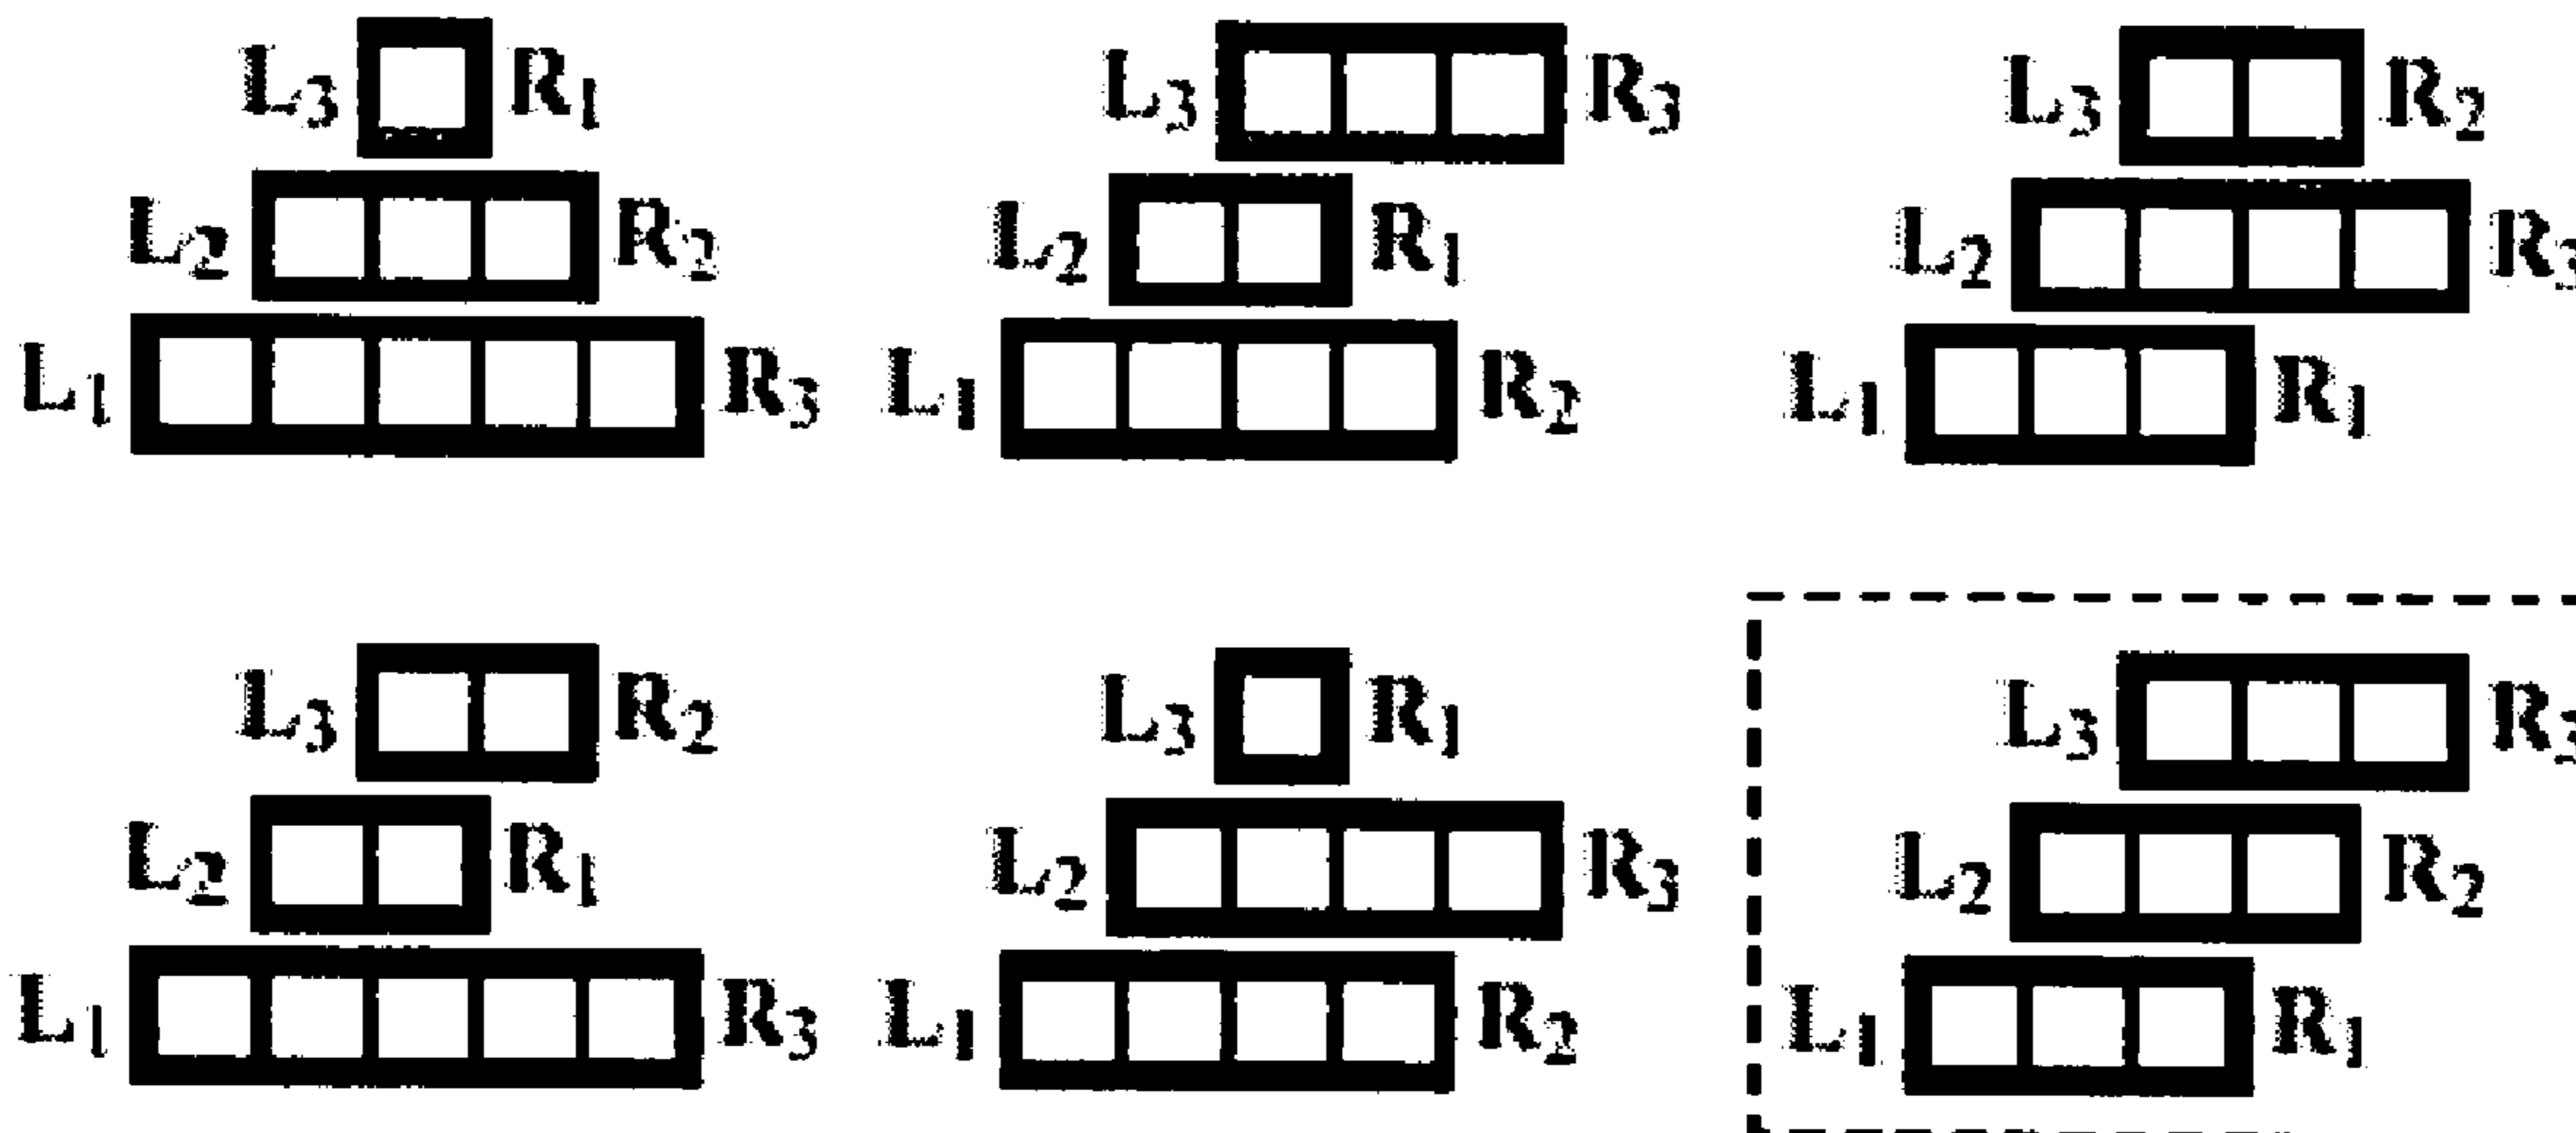 L₃ R₁ L₃ R₃ L₃ R₂
L₂ R₂ L₂ R₁ L₂ R₃
L₁ R₃ L₁ R₂ L₁ R₁
L₃ R₂ L₃ R₁ L₃ R₃
L₂ R₁ L₂ R₃ L₂ R₂
L₁ R₃ L₁ R₂ L₁ R₁